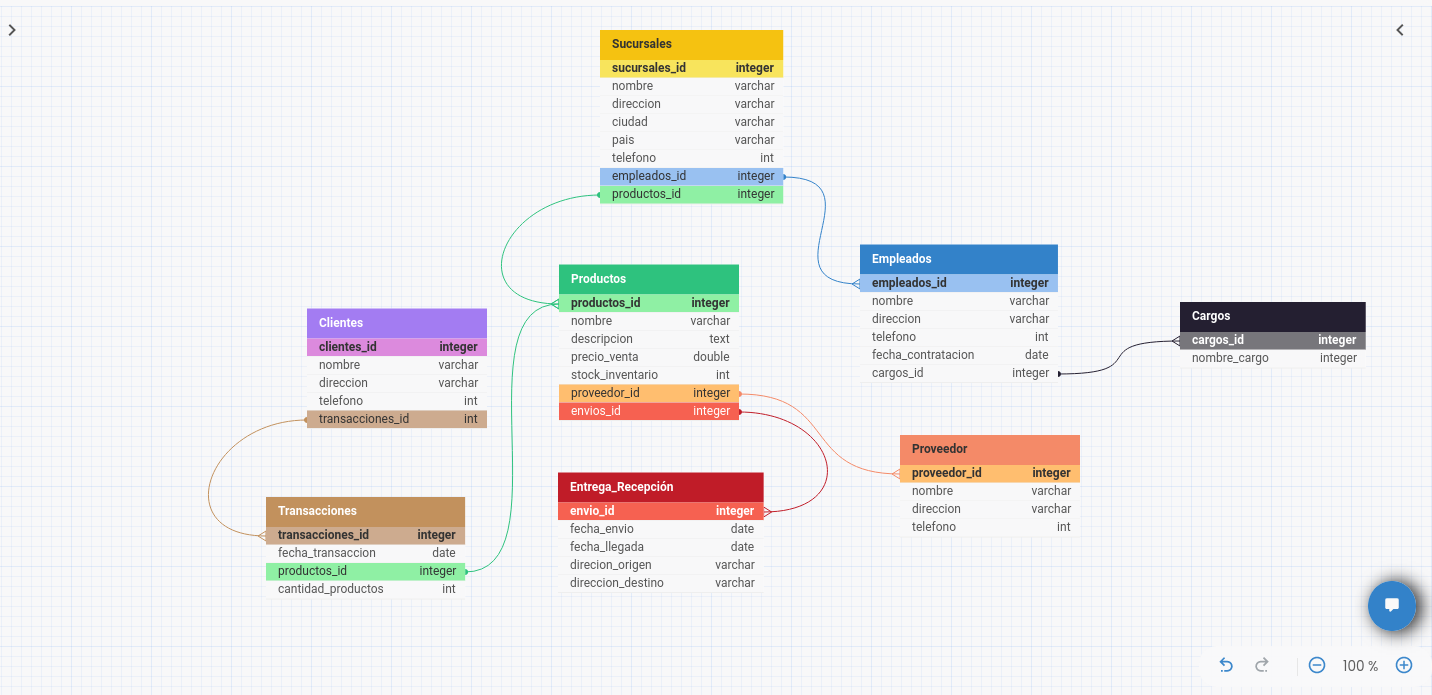 Sucursales
sucursales_id integer
nombre varchar
direccion varchar
ciudad varchar
pais varchar
telefono int
empleados_id integer
productos_id integer
Empleados
empleados_id integer
nombre varchar
direccion varchar
telefono int
fecha_contratacion date
cargos_id integer
Productos
productos_id integer
nombre varchar
descripcion text
precio_venta double
stock_inventario int
proveedor_id integer
envios_id integer
Cargos
cargos_id integer
nombre_cargo integer
Clientes
clientes_id integer
nombre varchar
direccion varchar
telefono int
transacciones_id int
Proveedor
proveedor_id integer
nombre varchar
direccion varchar
telefono int
Entrega_Recepción
envio_id integer
fecha_envio date
fecha_llegada date
direcion_origen varchar
direccion_destino varchar
Transacciones
transacciones_id integer
fecha_transaccion date
productos_id integer
cantidad_productos int
100 %